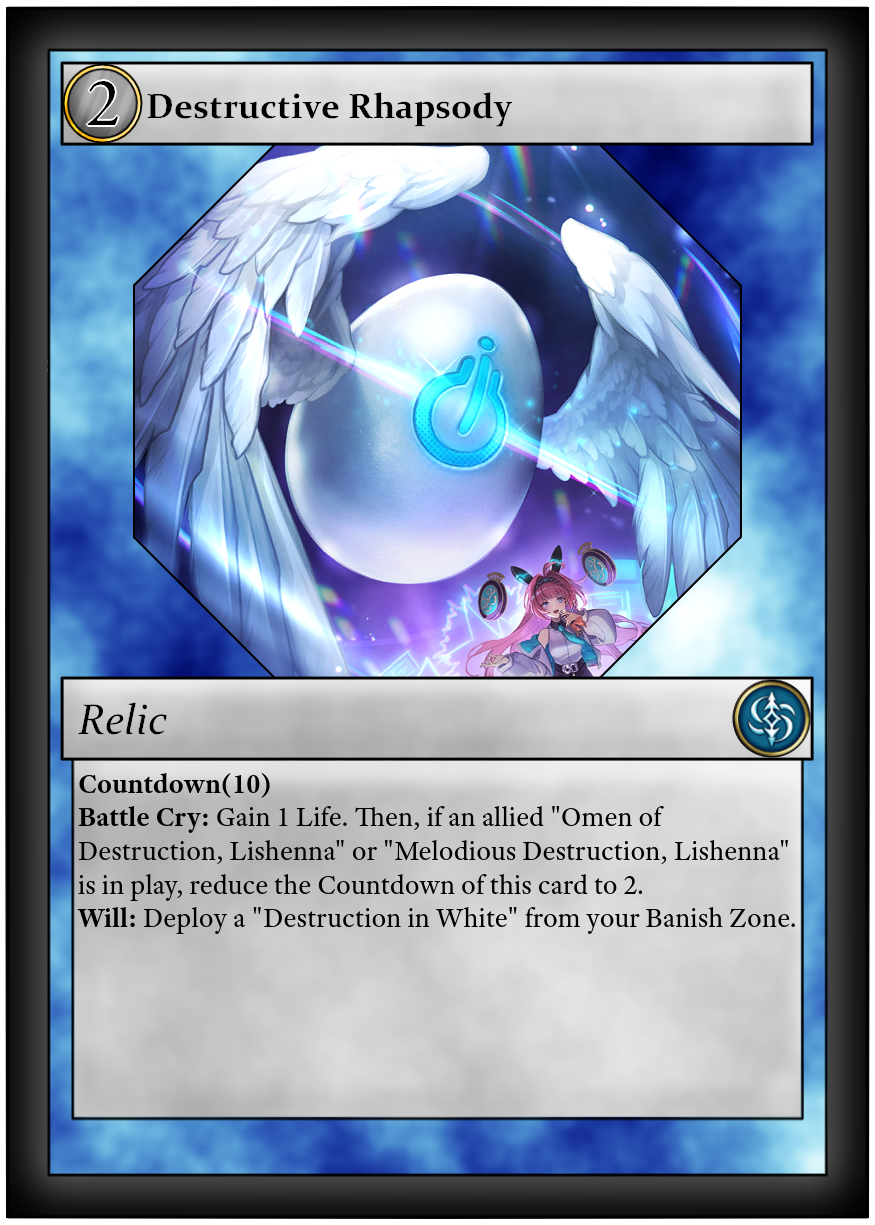 2 Destructive Rhapsody
Relic
Countdown(10)
Battle Cry: Gain 1 Life. Then, if an allied "Omen of
Destruction, Lishenna" or "Melodious Destruction, Lishenna"
is in play, reduce the Countdown of this card to 2.
Will: Deploy a "Destruction in White" from your Banish Zone.